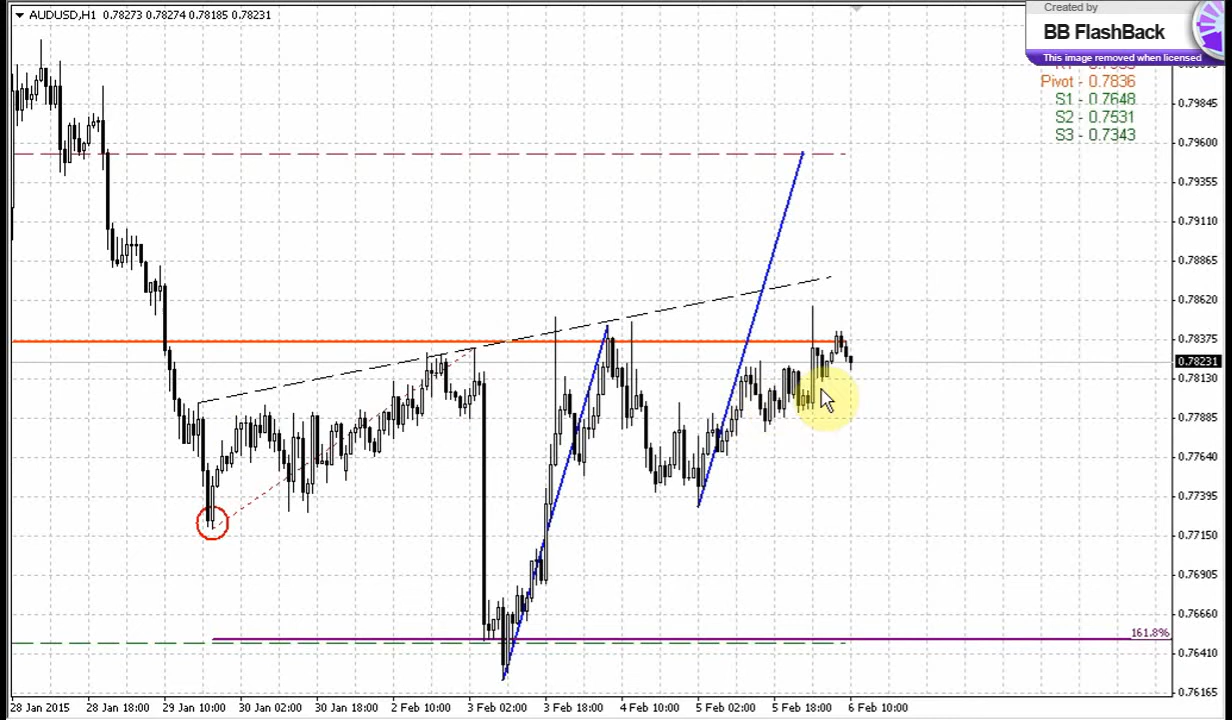 AUDUSD,H1 0.78273 0.78274 0.78185 0.78231
Created by
BB FlashBack
This image removed when licensed
Pivot - 0.7836
S1 - 0.7648
S2 - 0.7531
S3 - 0.7343
0.79845
0.79600
0.79355
0.79110
0.78865
0.78620
0.78375
0.78231
0.78130
0.77885
0.77640
0.77395
0.77150
0.76905
0.76660
161.8%
0.76410
0.76165
28 Jan 2015 28 Jan 18:00 29 Jan 10:00 30 Jan 02:00 30 Jan 18:00 2 Feb 10:00 3 Feb 02:00 3 Feb 18:00 4 Feb 10:00 5 Feb 02:00 5 Feb 18:00 6 Feb 10:00